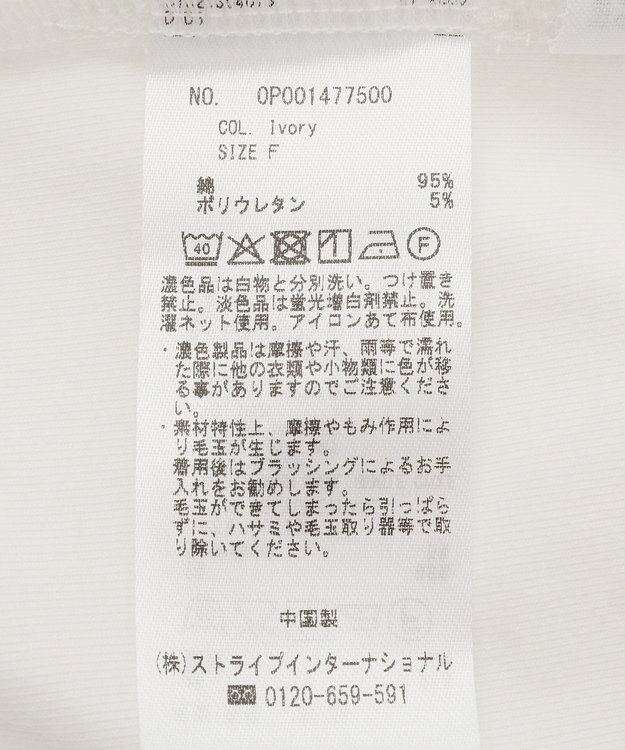 NO. OP001477500
COL. Ivory
SIZE F
綿 95%
ポリウレタン 5%
40
F
濃色品は白物と分別洗い。つけ置き
禁止。淡色品は蛍光増白剤禁止。洗
濯ネット使用。アイロンあて布使用。
・濃色製品は摩擦や汗、雨等で濡れ
た際に他の衣類や小物類に色が移
る事がありますのでご注意くださ
い。
・素材特性上、摩擦やもみ作用によ
り毛玉が生じます。
着用後はブラッシングによるお手
入れをお勧めします。
毛玉ができてしまったら引っぱら
ずに、ハサミや毛玉取り器等で取
り除いてください。
中国製
(株)ストライプインターナショナル
0120-659-591